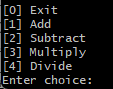 [0] Exit
[1] Add
[2] Subtract
[3] Multiply
[4] Divide
Enter choice: